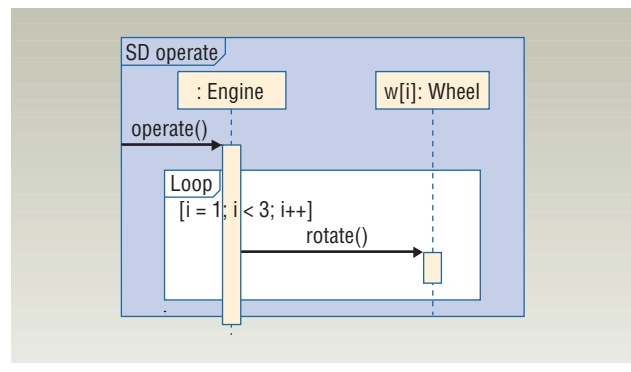 SD operate
: Engine
w[i]: Wheel
operate()
Loop
[i = 1; i < 3; i++]
rotate()